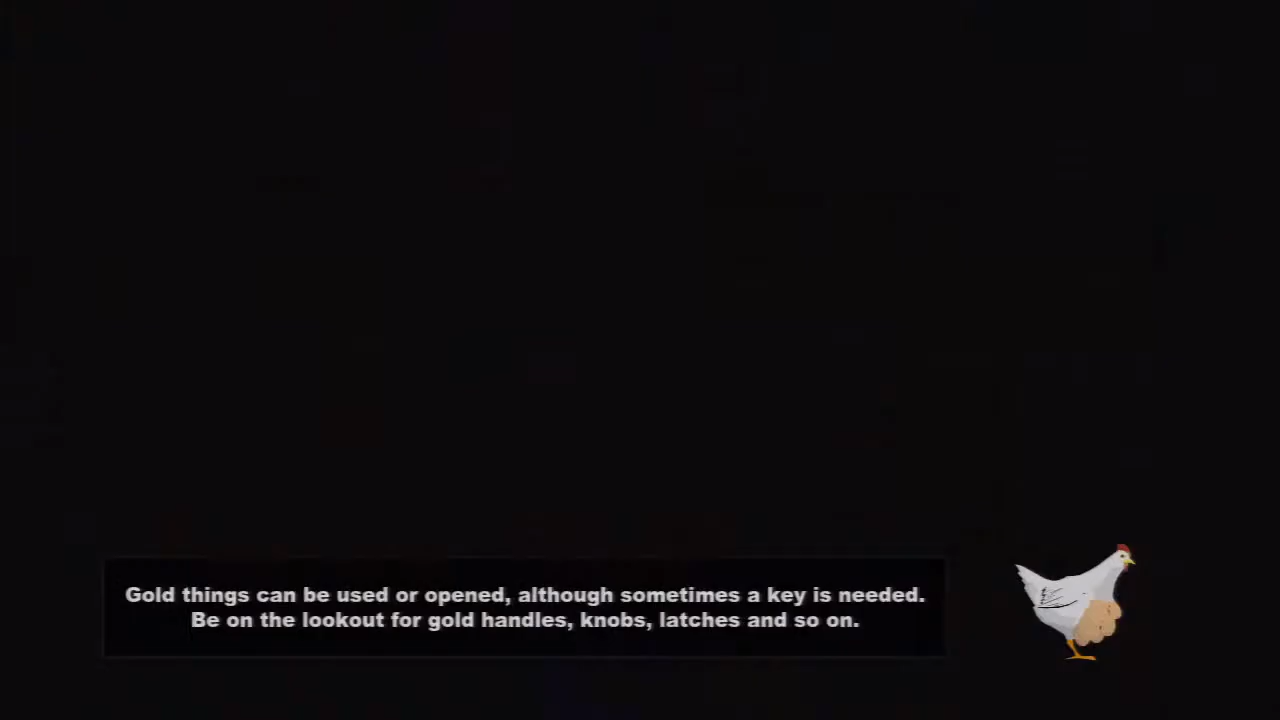 Gold things can be used or opened, although sometimes a key is needed.
Be on the lookout for gold handles, knobs, latches and so on.